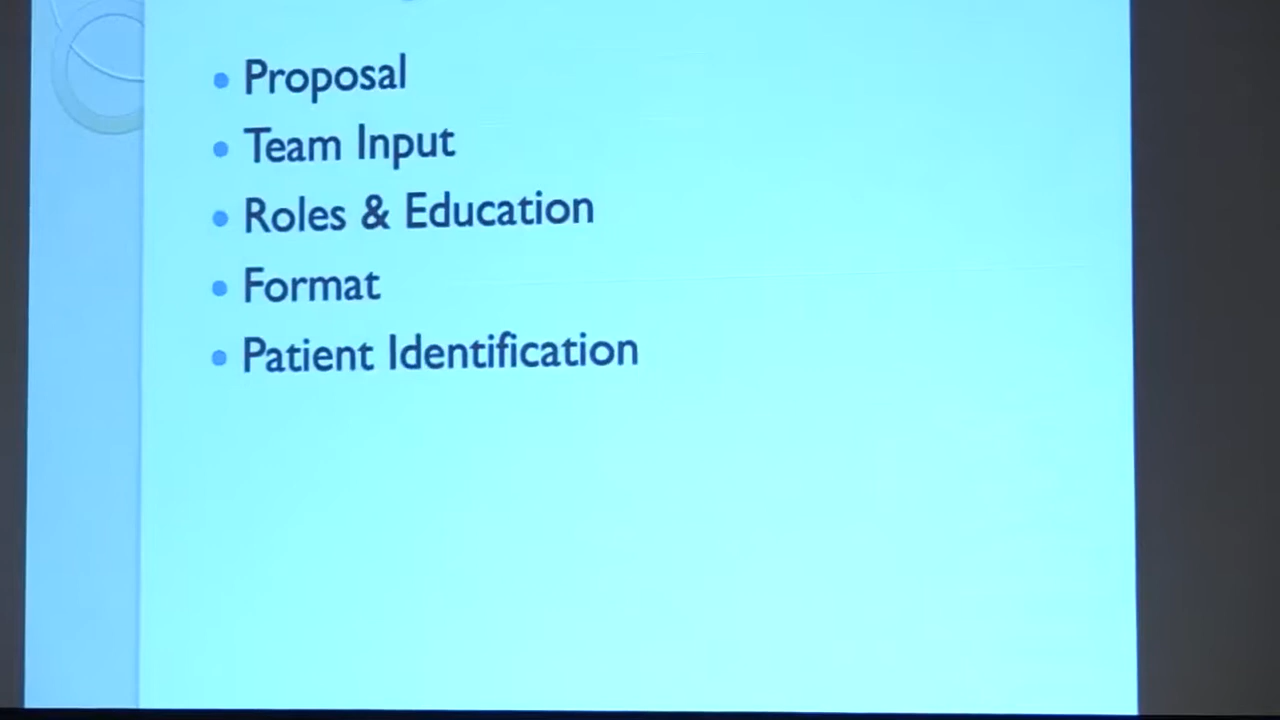 Proposal
Team Input
Roles & Education
Format
Patient Identification